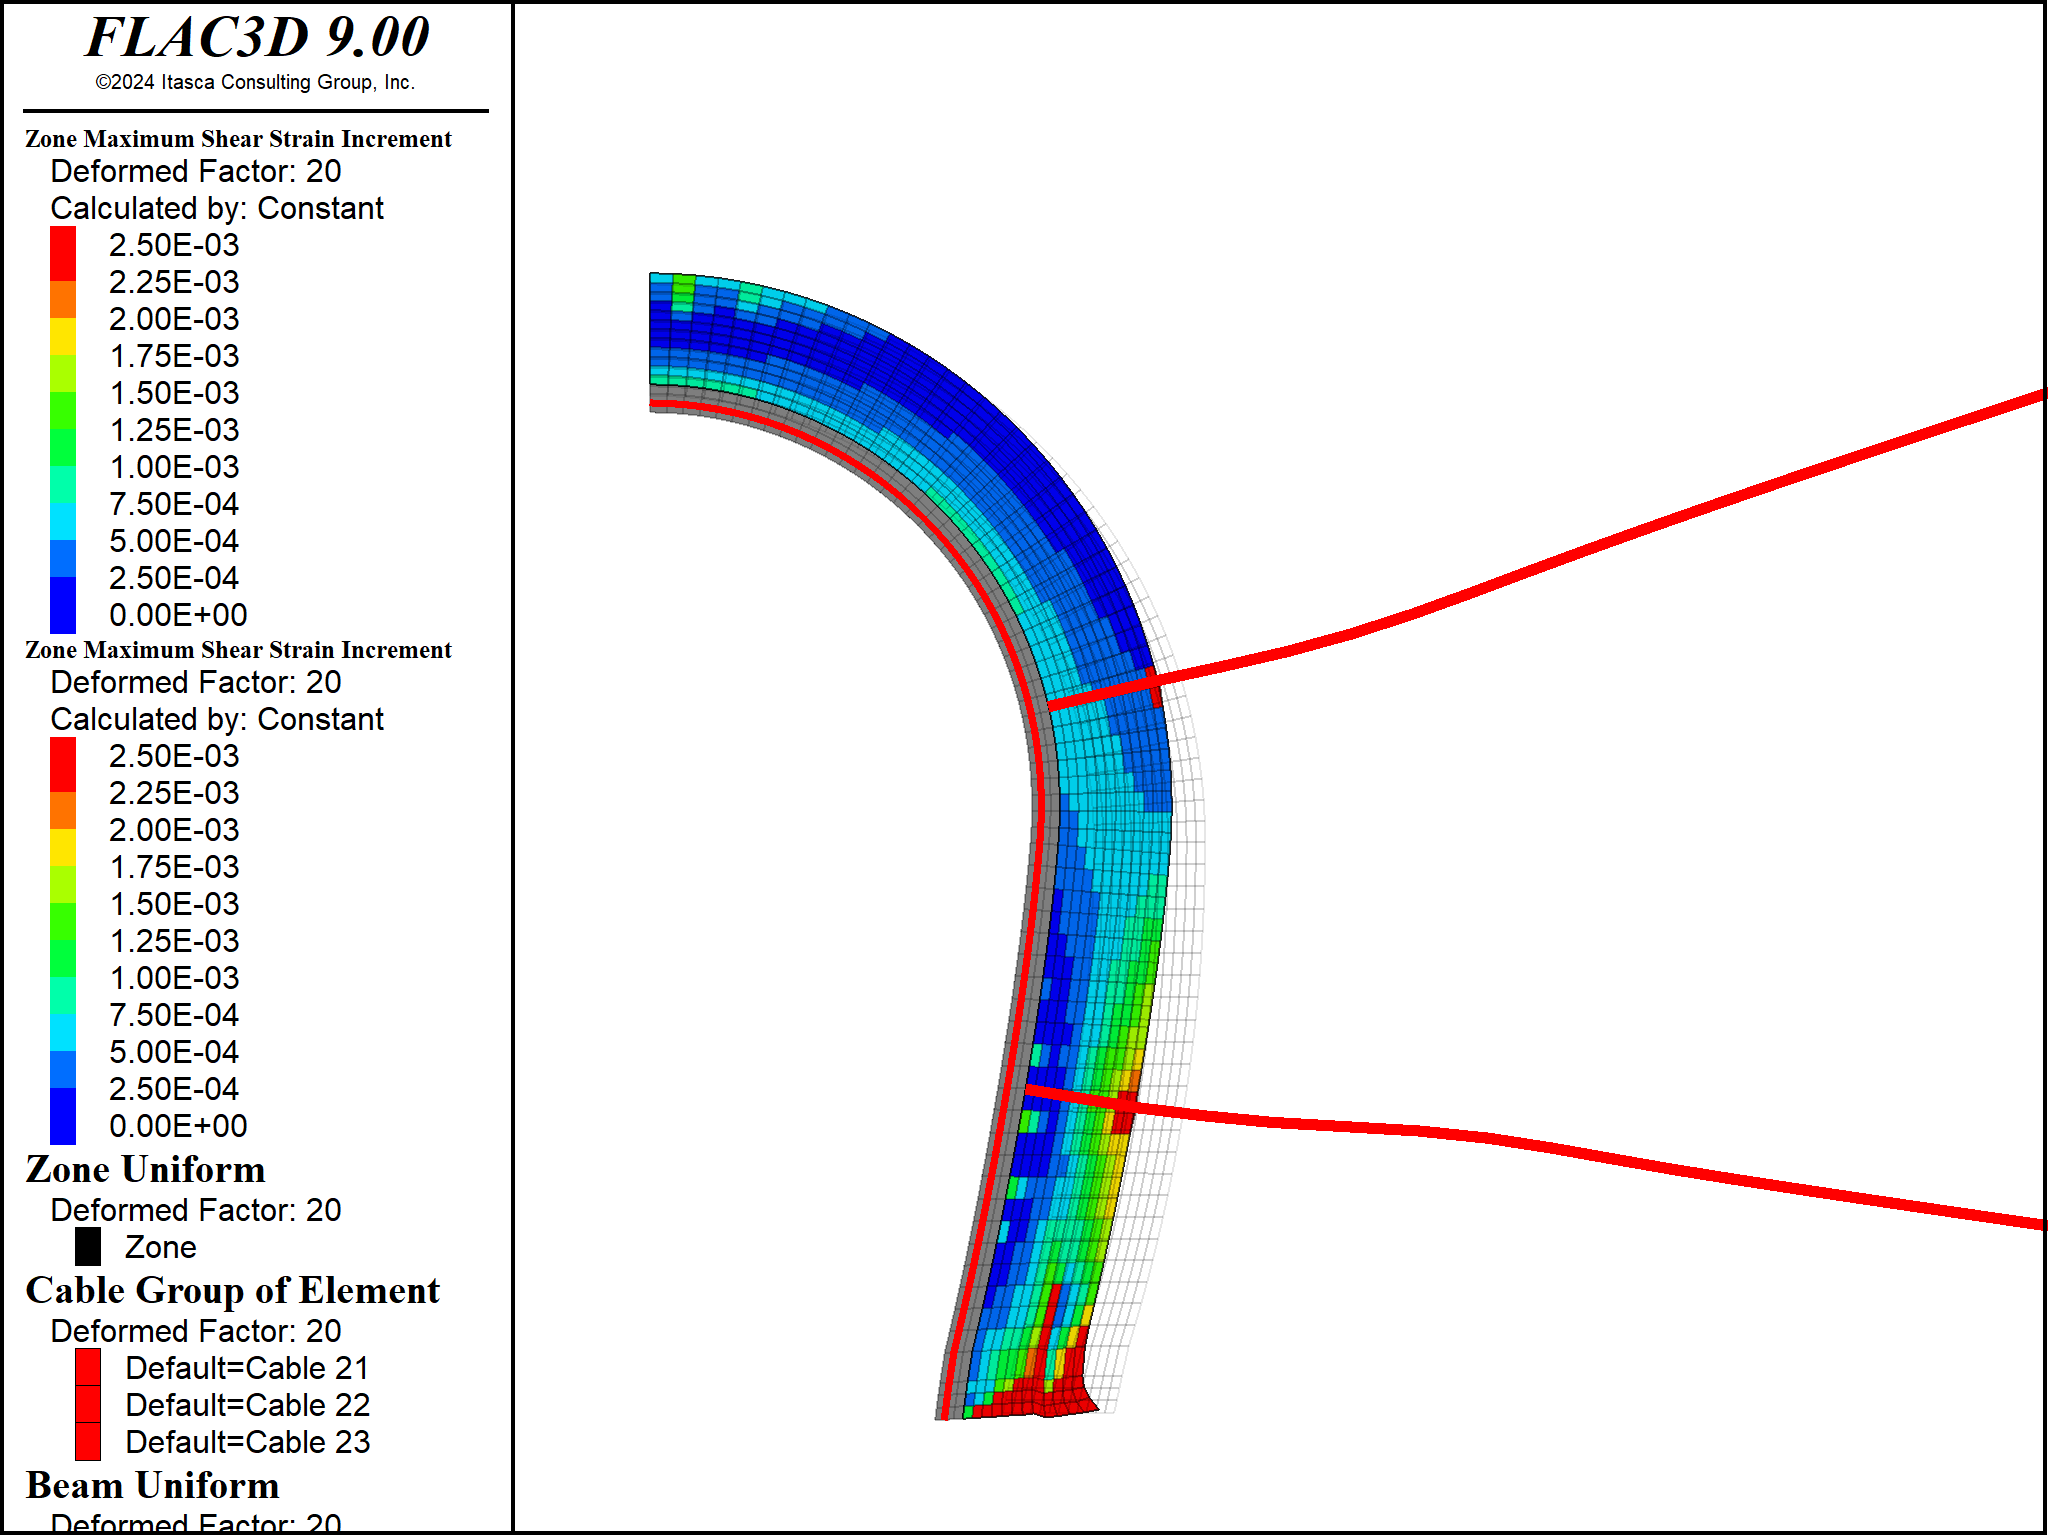 FLAC3D 9.00
©2024 Itasca Consulting Group, Inc.
Zone Maximum Shear Strain Increment
Deformed Factor: 20
Calculated by: Constant
2.50E-03
2.25E-03
2.00E-03
1.75E-03
1.50E-03
1.25E-03
1.00E-03
7.50E-04
5.00E-04
2.50E-04
0.00E+00
Zone Maximum Shear Strain Increment
Deformed Factor: 20
Calculated by: Constant
2.50E-03
2.25E-03
2.00E-03
1.75E-03
1.50E-03
1.25E-03
1.00E-03
7.50E-04
5.00E-04
2.50E-04
0.00E+00
Zone Uniform
Deformed Factor: 20
Zone
Cable Group of Element
Deformed Factor: 20
Default=Cable 21
Default=Cable 22
Default=Cable 23
Beam Uniform
Deformed Factor: 20